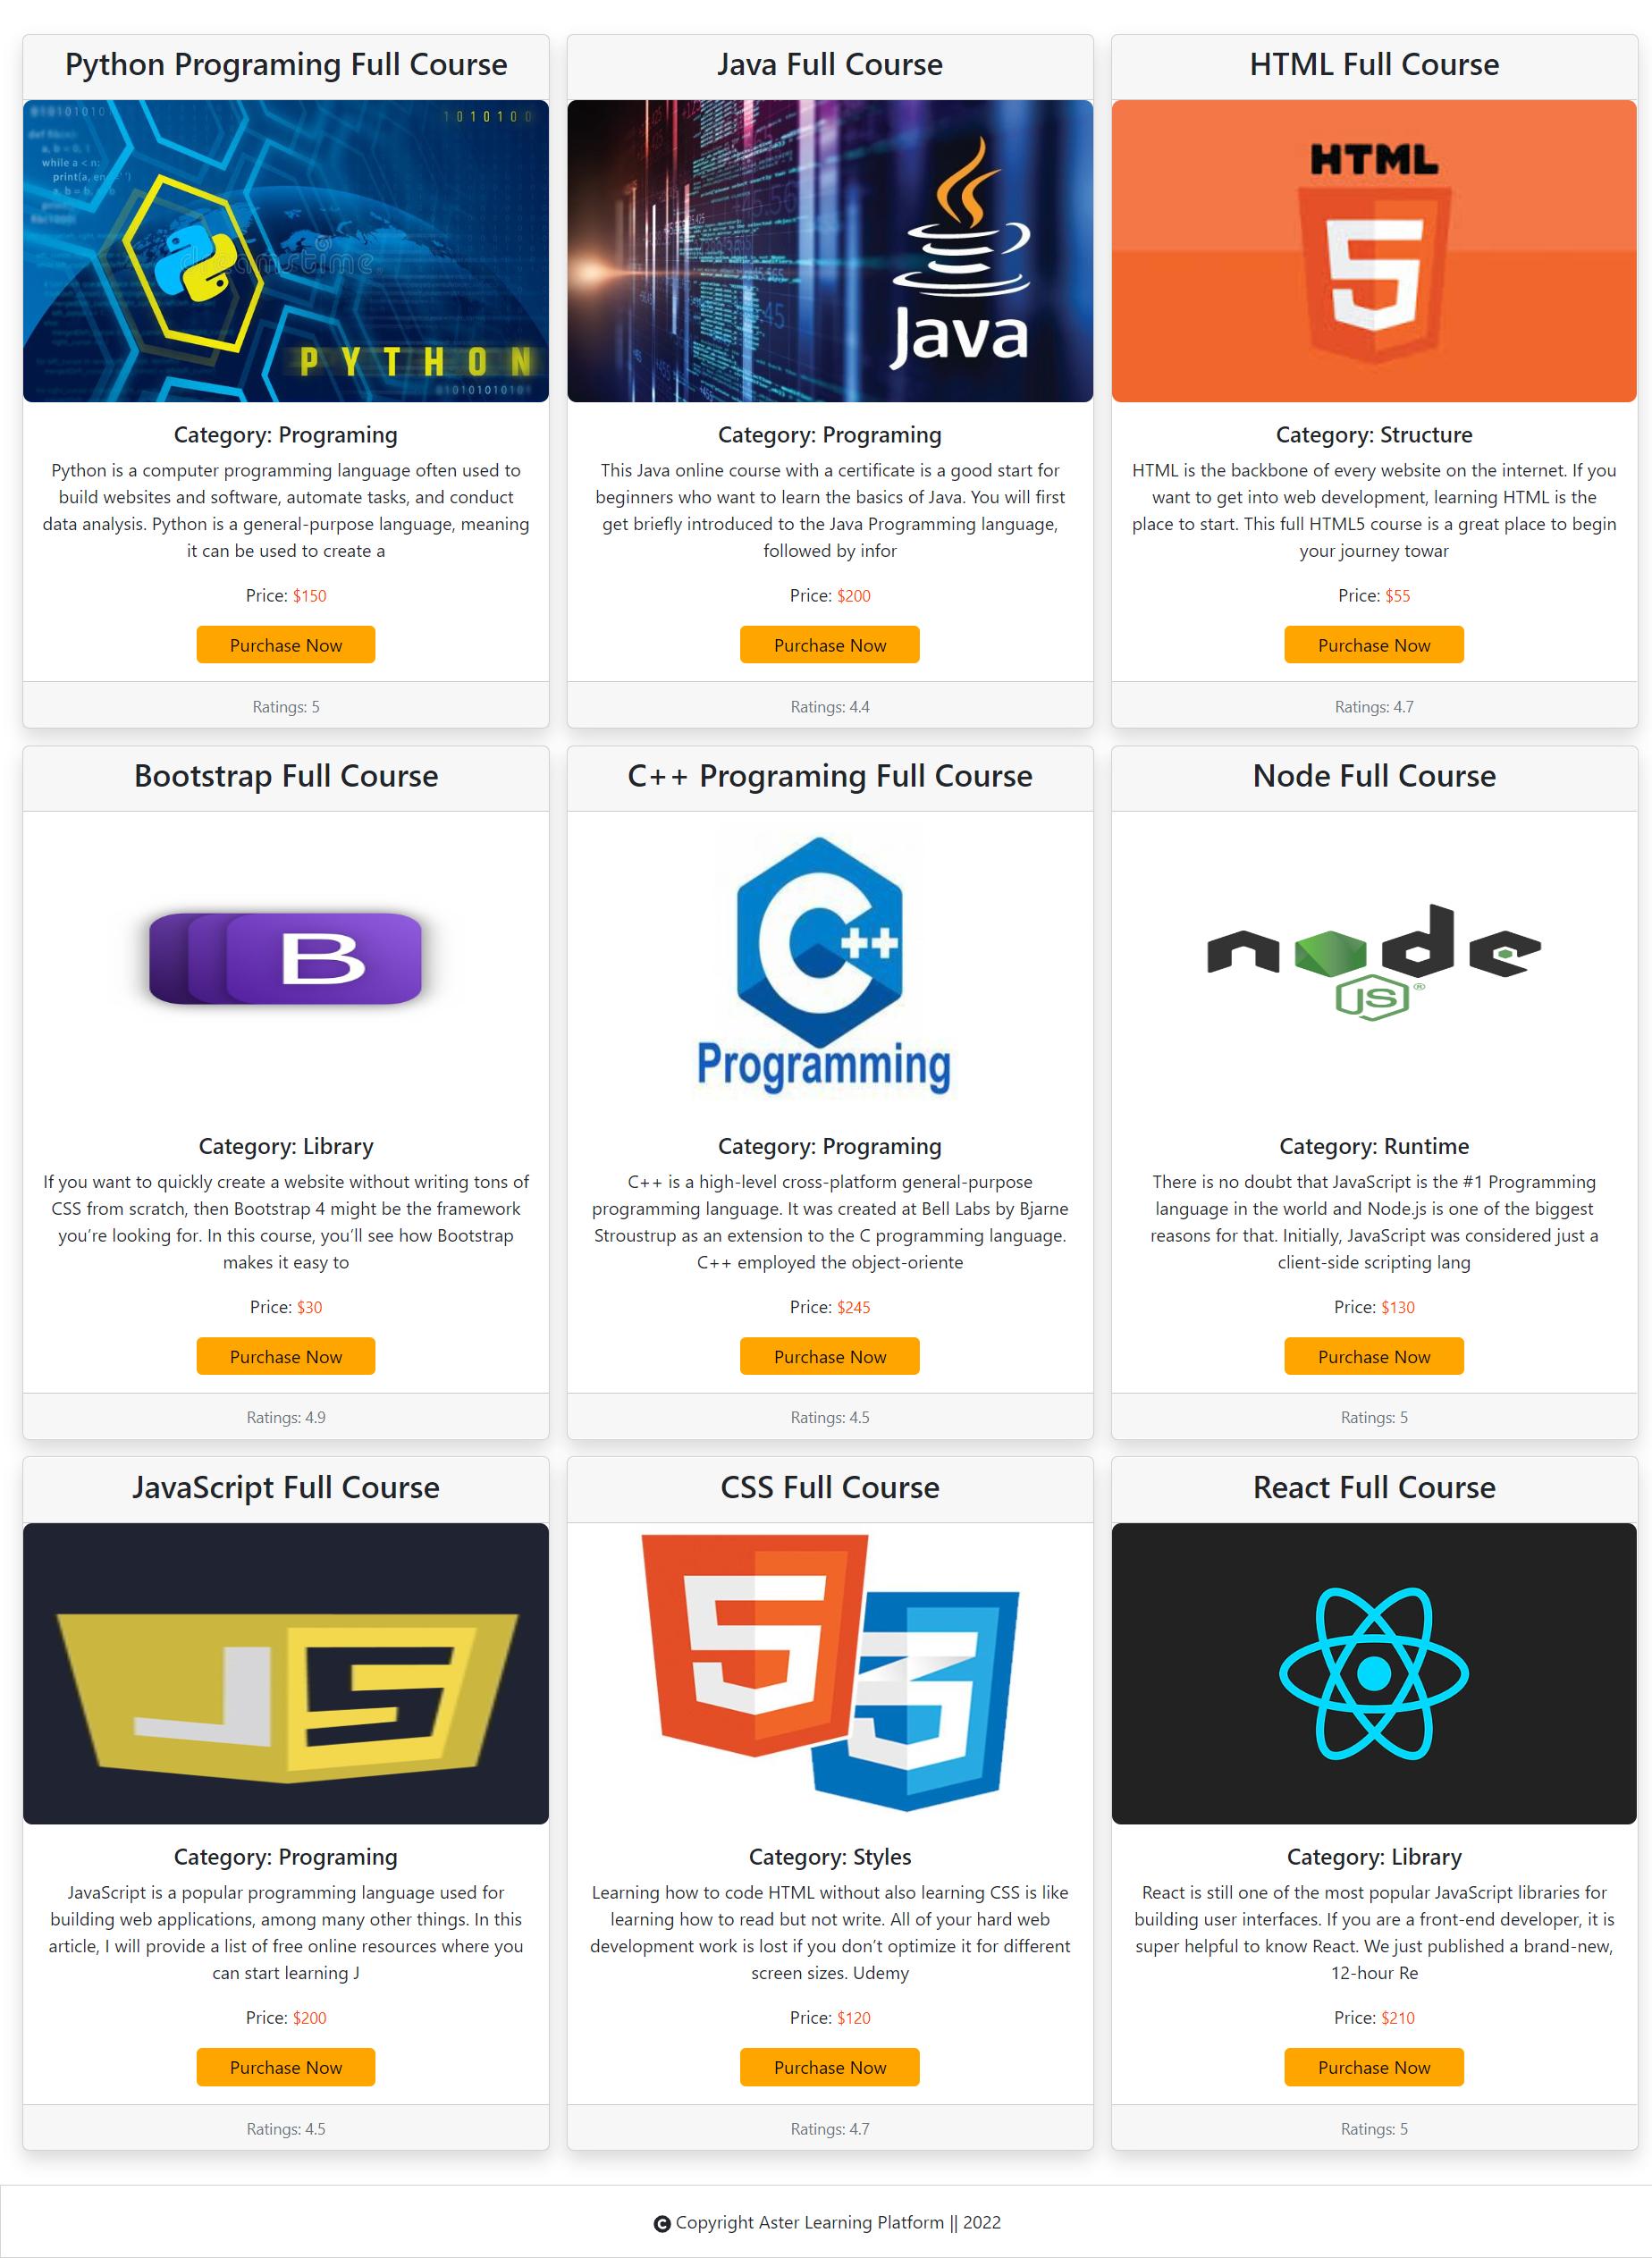 Python Programing Full Course
010101010
1010100
def fib(n):
a, b = 0, 1
while a < n:
dreamstime.
PYTHON
010101010101
Category: Programing
Python is a computer programming language often used to
build websites and software, automate tasks, and conduct
data analysis. Python is a general-purpose language, meaning
it can be used to create a
Price: $150
Purchase Now
Ratings: 5
Java Full Course
Java
Category: Programing
This Java online course with a certificate is a good start for
beginners who want to learn the basics of Java. You will first
get briefly introduced to the Java Programming language,
followed by infor
Price: $200
Purchase Now
Ratings: 4.4
HTML Full Course
HTML
5
Category: Structure
HTML is the backbone of every website on the internet. If you
want to get into web development, learning HTML is the
place to start. This full HTML5 course is a great place to begin
your journey towar
Price: $55
Purchase Now
Ratings: 4.7
Bootstrap Full Course
B
Category: Library
If you want to quickly create a website without writing tons of
CSS from scratch, then Bootstrap 4 might be the framework
you’re looking for. In this course, you’ll see how Bootstrap
makes it easy to
Price: $30
Purchase Now
Ratings: 4.9
C++ Programing Full Course
C++
Programming
Category: Programing
C++ is a high-level cross-platform general-purpose
programming language. It was created at Bell Labs by Bjarne
Stroustrup as an extension to the C programming language.
C++ employed the object-oriente
Price: $245
Purchase Now
Ratings: 4.5
Node Full Course
node
JS®
Category: Runtime
There is no doubt that JavaScript is the #1 Programming
language in the world and Node.js is one of the biggest
reasons for that. Initially, JavaScript was considered just a
client-side scripting lang
Price: $130
Purchase Now
Ratings: 5
JavaScript Full Course
JS
Category: Programing
JavaScript is a popular programming language used for
building web applications, among many other things. In this
article, I will provide a list of free online resources where you
can start learning J
Price: $200
Purchase Now
Ratings: 4.5
CSS Full Course
5
3
Category: Styles
Learning how to code HTML without also learning CSS is like
learning how to read but not write. All of your hard web
development work is lost if you don’t optimize it for different
screen sizes. Udemy
Price: $120
Purchase Now
Ratings: 4.7
React Full Course
Category: Library
React is still one of the most popular JavaScript libraries for
building user interfaces. If you are a front-end developer, it is
super helpful to know React. We just published a brand-new,
12-hour Re
Price: $210
Purchase Now
Ratings: 5
© Copyright Aster Learning Platform || 2022